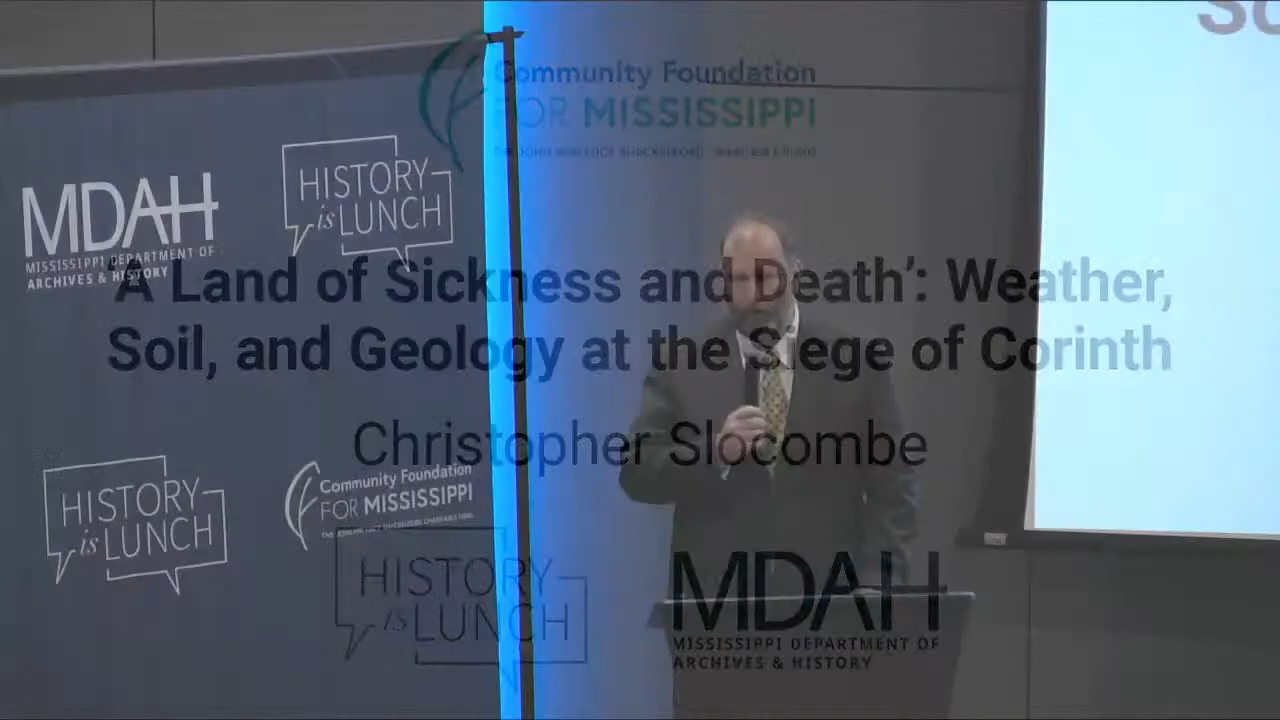 So
Community Foundation
FOR MISSISSIPPI
MDAH
MISSISSIPPI DEPARTMENT OF
ARCHIVES & HISTORY
HISTORY
is LUNCH
‘A Land of Sickness and Death’: Weather,
Soil, and Geology at the Siege of Corinth
Christopher Slocombe
HISTORY
is LUNCH
Community Foundation
FOR MISSISSIPPI
HISTORY
is LUNCH
MDAH
MISSISSIPPI DEPARTMENT OF
ARCHIVES & HISTORY